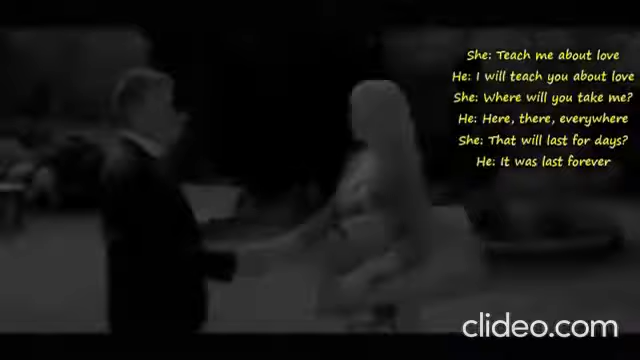 She: Teach me about love
He: I will teach you about love
She: Where will you take me?
He: Here, there, everywhere
She: That will last for days?
He: It was last forever
clideo.com